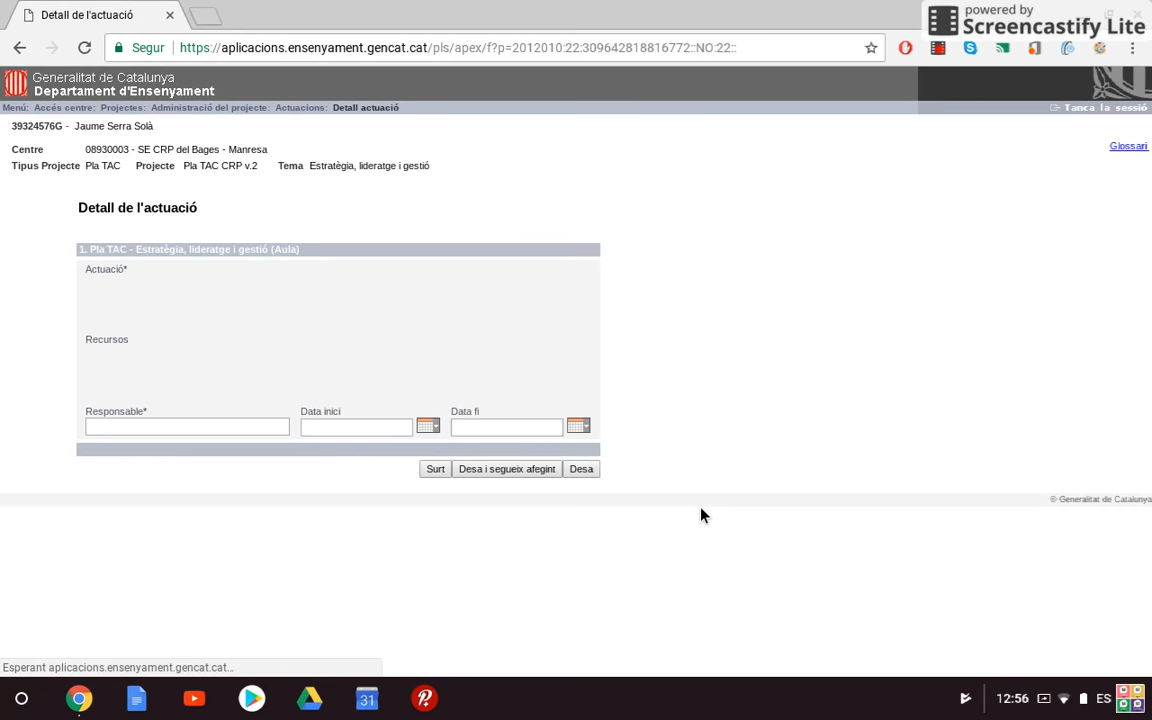 Detall de l'actuació
powered by
Screencastify Lite
Segur
https://aplicacions.ensenyament.gencat.cat/pls/apex/f?p=2012010:22:309642818816772::NO:22::
Generalitat de Catalunya
Departament d'Ensenyament
Menú: Accés centre: Projectes: Administració del projecte: Actuacions: Detall actuació
Tanca la sessió
39324576G - Jaume Serra Solà
Glossari
Centre 08930003 - SE CRP del Bages - Manresa
Tipus Projecte Pla TAC Projecte Pla TAC CRP v.2 Tema Estratègia, lideratge i gestió
Detall de l'actuació
1. Pla TAC - Estratègia, lideratge i gestió (Aula)
Actuació*
Recursos
Responsable* Data inici Data fi
Surt Desa i segueix afegint Desa
© Generalitat de Catalunya
Esperant aplicacions.ensenyament.gencat.cat...
31
12:56 ES